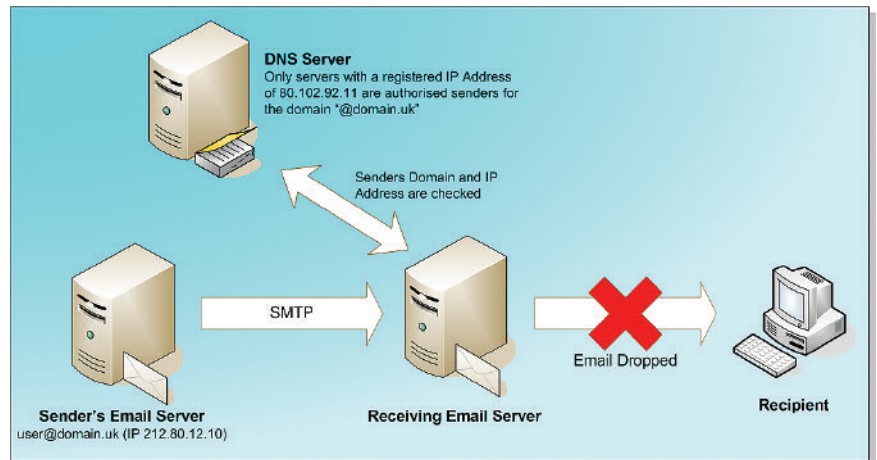 DNS Server
Only servers with a registered IP Address
of 80.102.92.11 are authorised senders for
the domain "@domain.uk"
Senders Domain and IP
Address are checked
SMTP
Email Dropped
Sender's Email Server
user@domain.uk (IP 212.80.12.10)
Receiving Email Server
Recipient